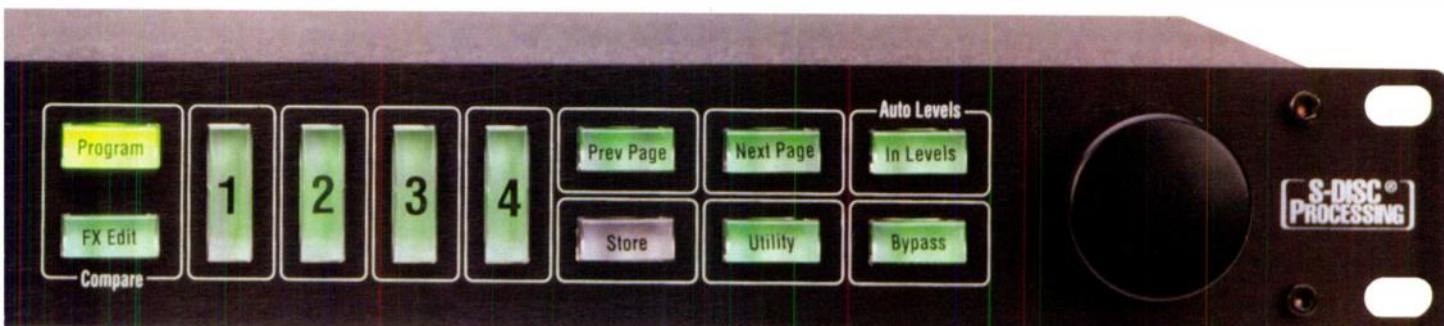 Auto Levels
Program
Prev Page
Next Page
In Levels
1
2
3
4
S-DISC®
PROCESSING
FX Edit
Store
Utility
Bypass
Compare